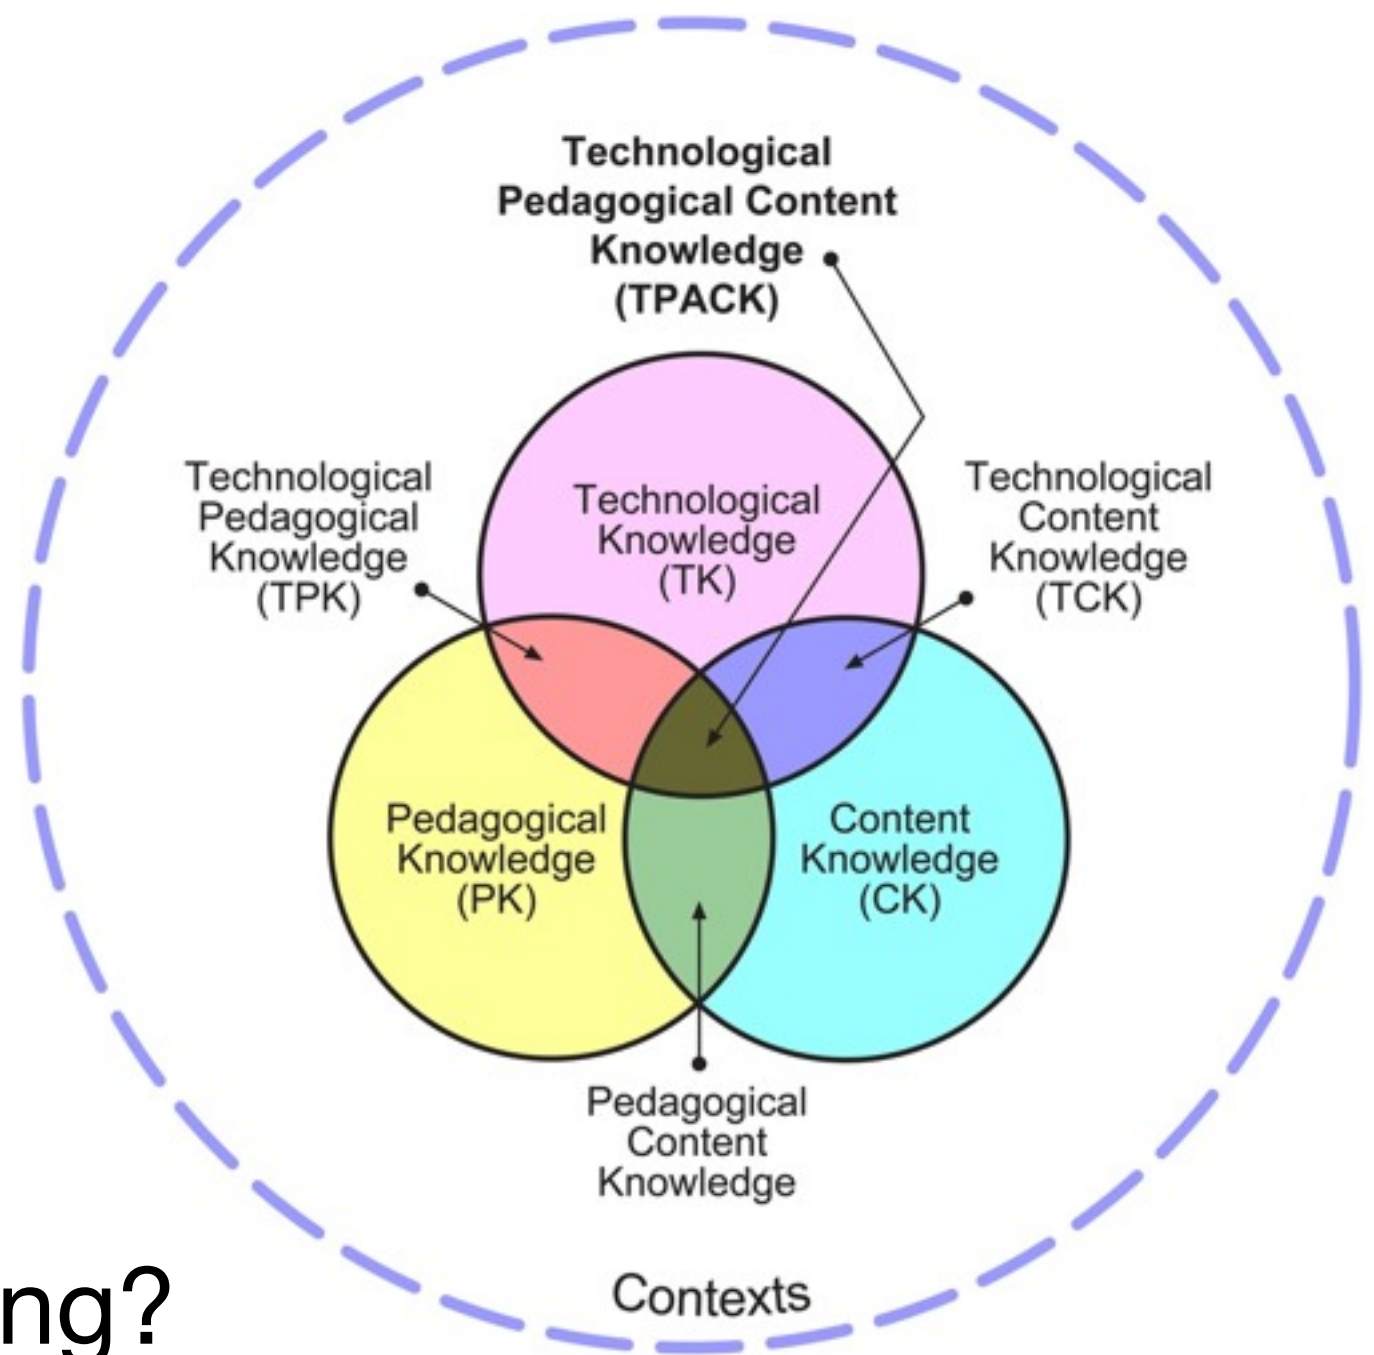 Technological
Pedagogical Content
Knowledge
(TPACK)
Technological
Pedagogical
Knowledge
(TPK)
Technological
Knowledge
(TK)
Technological
Content
Knowledge
(TCK)
Pedagogical
Knowledge
(PK)
Content
Knowledge
(CK)
Pedagogical
Content
Knowledge
ng?
Contexts